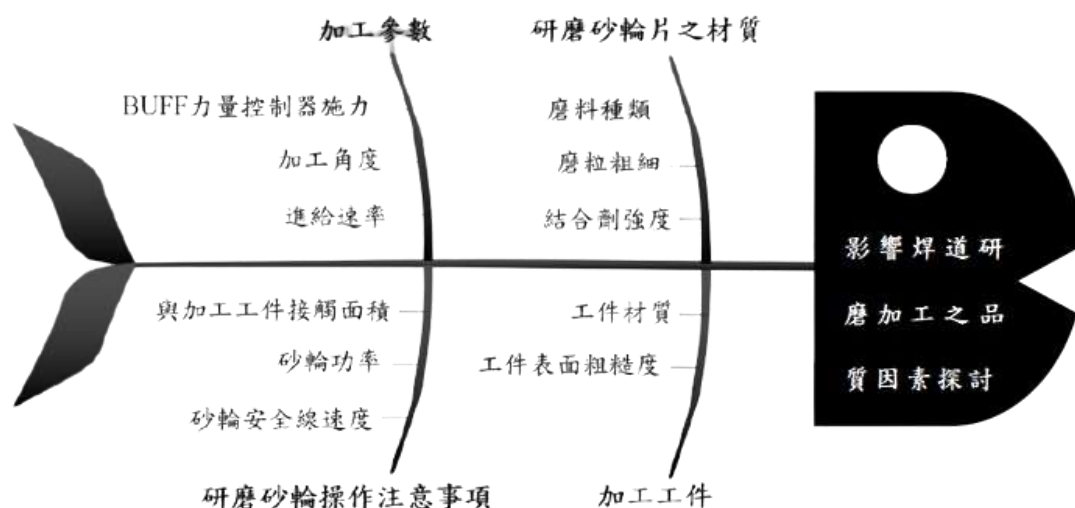 加工參數
BUFF力量控制器施力
加工角度
進給速率
研磨砂輪片之材質
磨料種類
磨粒粗細
結合劑強度
與加工工件接觸面積
砂輪功率
砂輪安全線速度
研磨砂輪操作注意事項
工件材質
工件表面粗糙度
加工工件
影響焊道研
磨加工之品
質因素探討